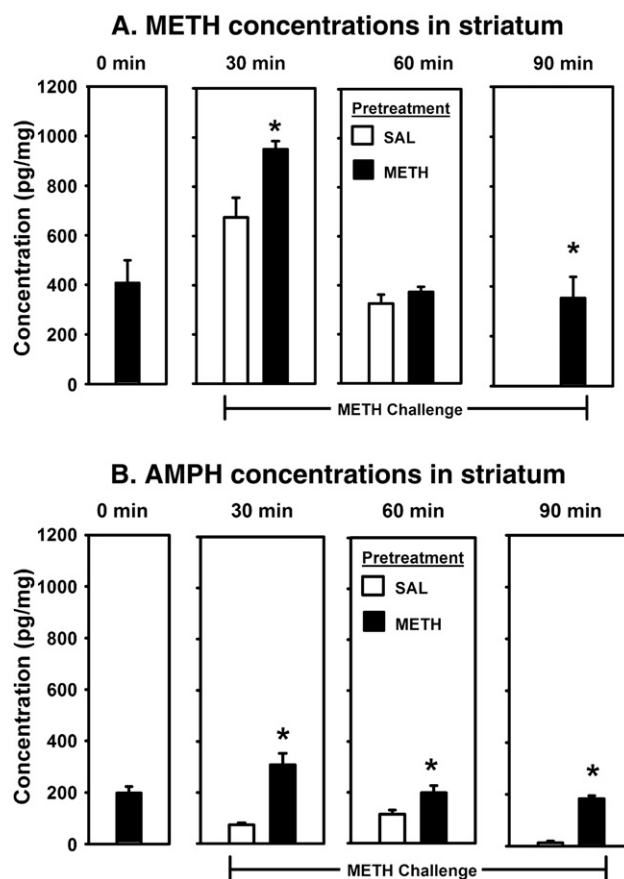 A. METH concentrations in striatum
0 min 30 min 60 min 90 min
Concentration (pg/mg)
1200
1000
800
600
400
200
0
Pretreatment
SAL
METH
*
*
METH Challenge
B. AMPH concentrations in striatum
0 min 30 min 60 min 90 min
Concentration (pg/mg)
1200
1000
800
600
400
200
0
Pretreatment
SAL
METH
*
*
*
METH Challenge